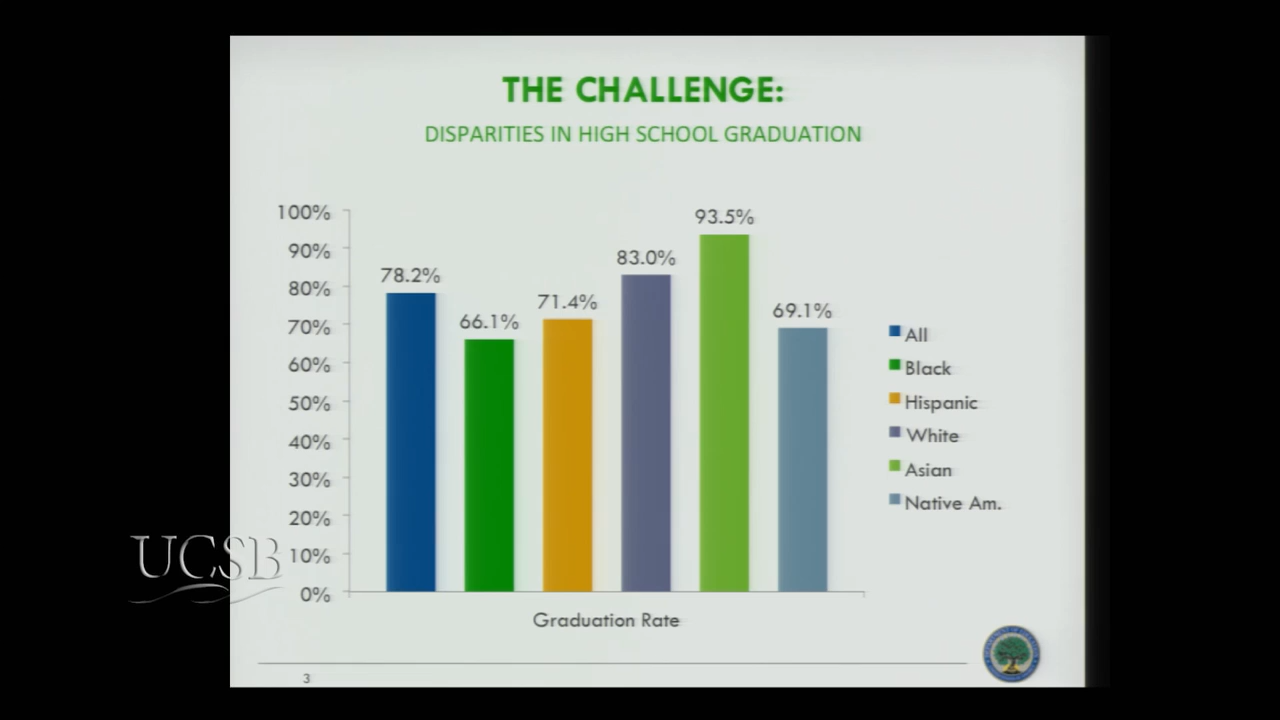 THE CHALLENGE:
DISPARITIES IN HIGH SCHOOL GRADUATION
100%
90%
80%
70%
60%
50%
40%
30%
20%
10%
0%
78.2%
66.1%
71.4%
83.0%
93.5%
69.1%
Graduation Rate
All
Black
Hispanic
White
Asian
Native Am.
UCSB
3